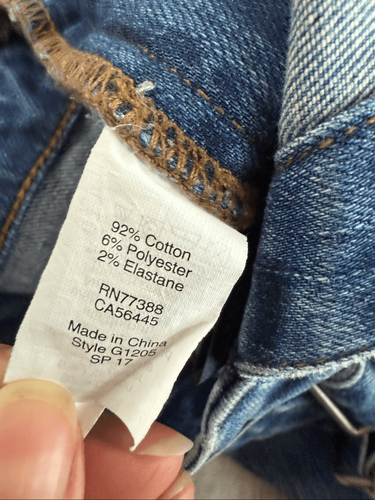 92% Cotton
6% Polyester
2% Elastane
RN77388
CA56445
Made in China
Style G1205
SP 17